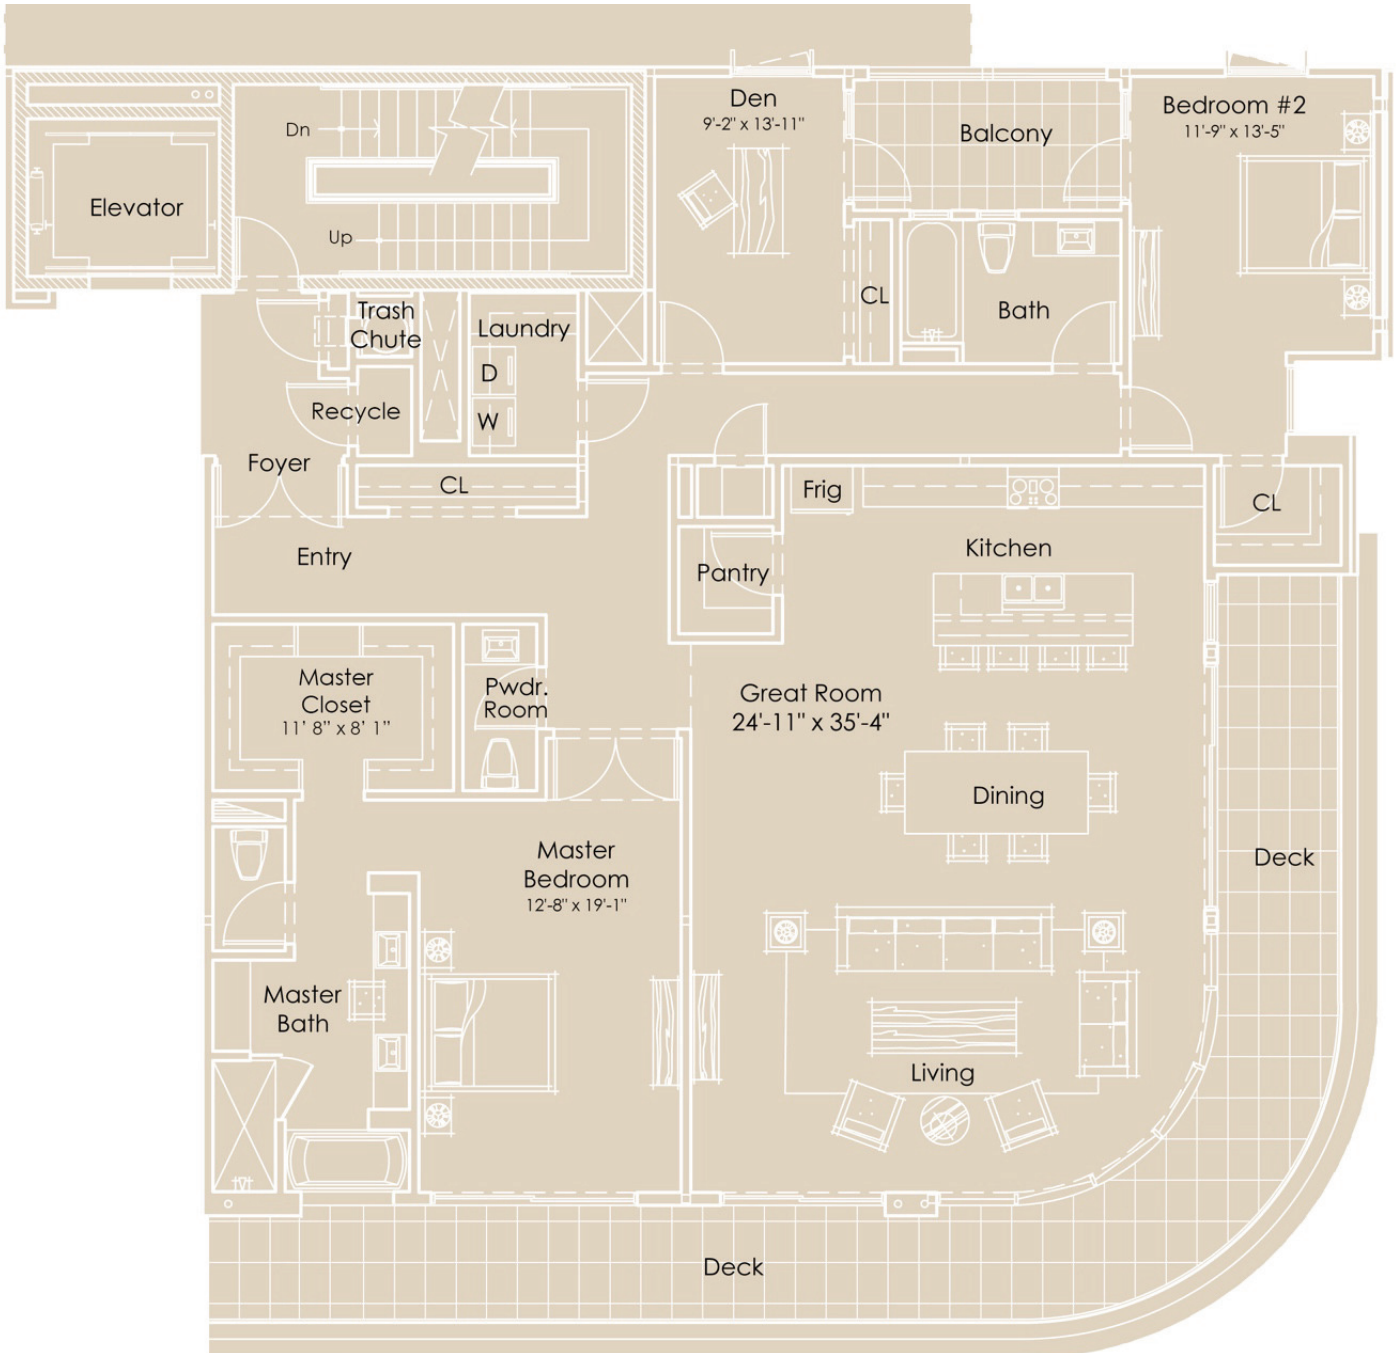 Den
9'-2" x 13'-11"
Bedroom #2
11'-9" x 13'-5"
Dn
Balcony
Elevator
Up
CL
Trash
Chute
Laundry
Bath
D
Recycle
W
Foyer
CL
Frig
CL
Entry
Kitchen
Pantry
Master
Closet
11' 8" x 8' 1"
Pwdr.
Room
Great Room
24'-11" x 35'-4"
Dining
Master
Bedroom
12'-8" x 19'-1"
Deck
Master
Bath
Living
Deck